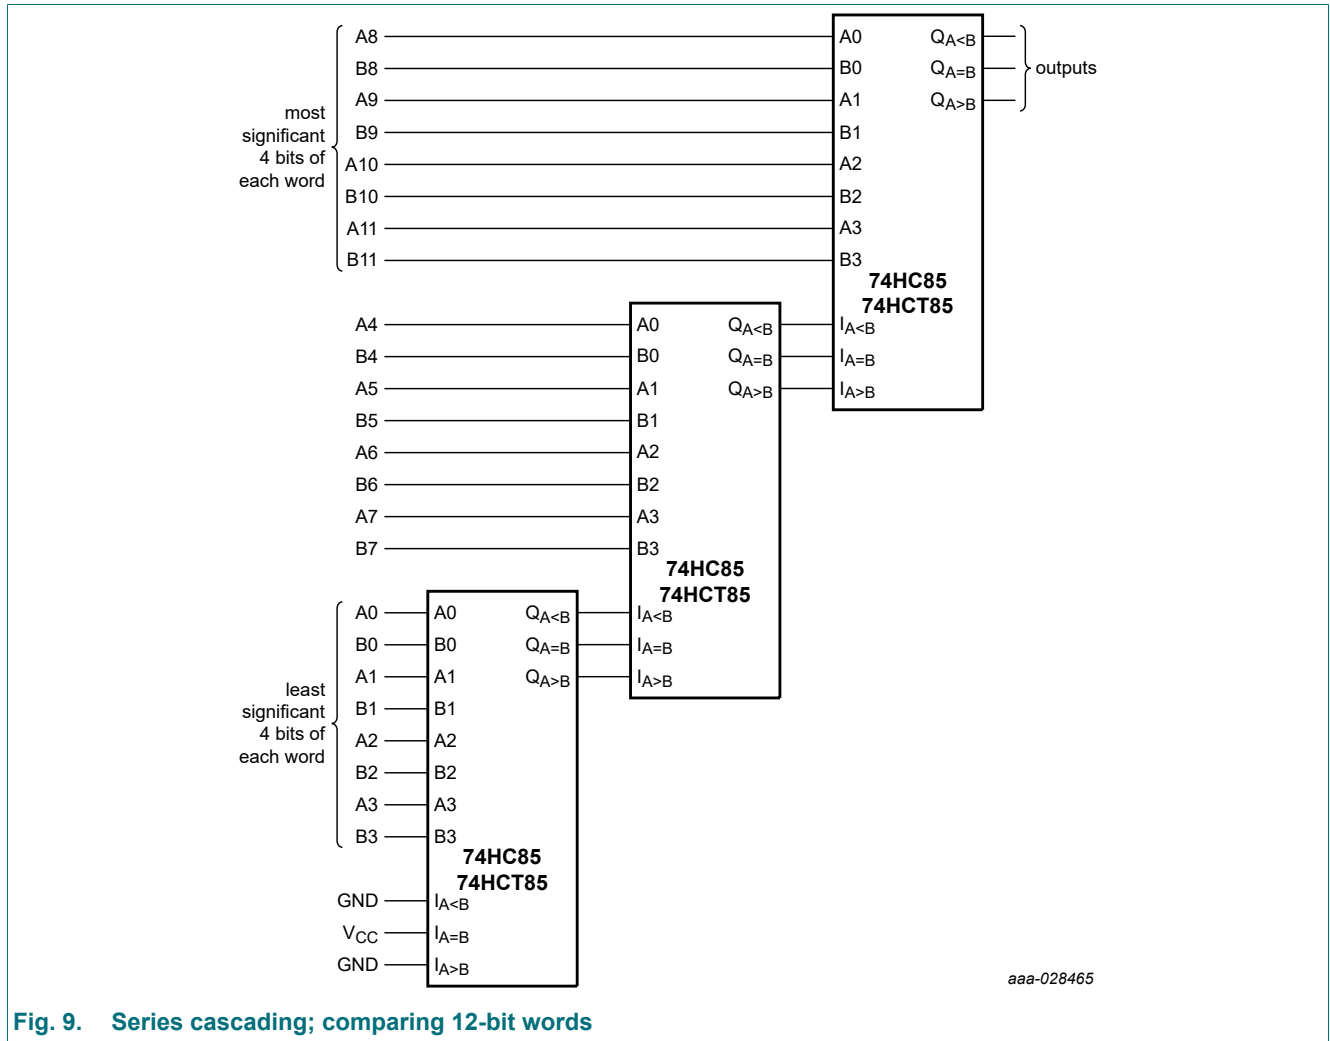 A8
B8
A9
B9
A10
B10
A11
B11
most
significant
4 bits of
each word
A0
B0
A1
B1
A2
B2
A3
B3
QA<B
QA=B
QA>B
outputs
74HC85
74HCT85
IA<B
IA=B
IA>B
A4
B4
A5
B5
A6
B6
A7
B7
A0
B0
A1
B1
A2
B2
A3
B3
QA<B
QA=B
QA>B
74HC85
74HCT85
IA<B
IA=B
IA>B
least
significant
4 bits of
each word
A0
B0
A1
B1
A2
B2
A3
B3
GND
VCC
GND
A0
B0
A1
B1
A2
B2
A3
B3
QA<B
QA=B
QA>B
74HC85
74HCT85
IA<B
IA=B
IA>B
aaa-028465
Fig. 9. Series cascading; comparing 12-bit words